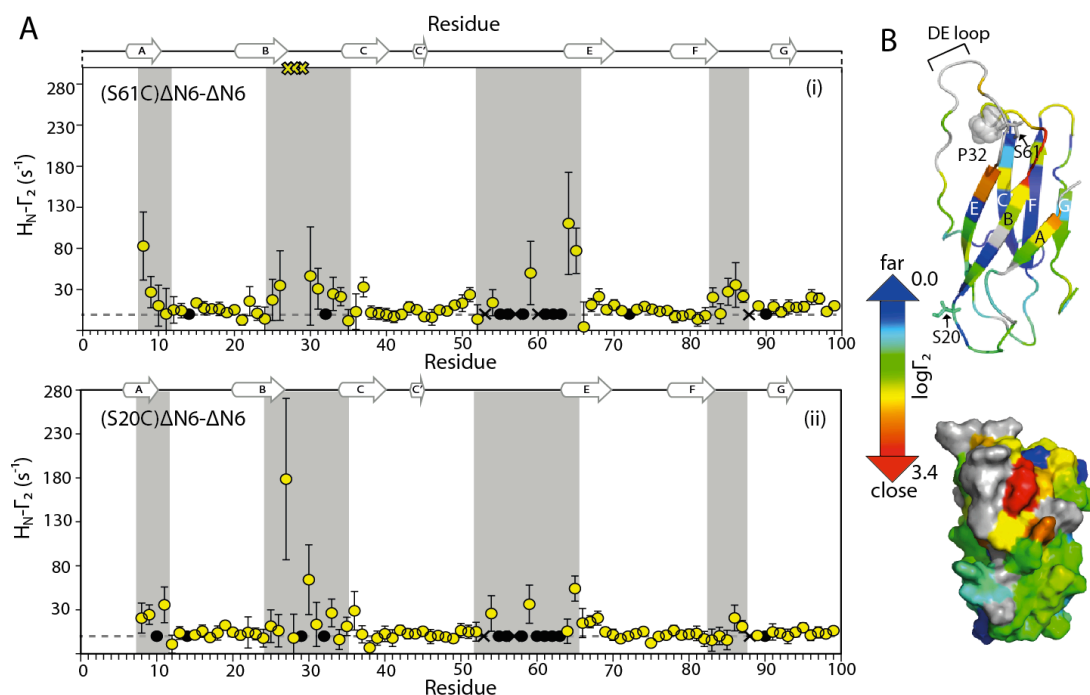 A
Residue
A B C C' E F G
280
230
180
130
80
30
H_N-Γ₂ (s⁻¹)
(S61C)ΔN6-ΔN6
(i)
0 10 20 30 40 50 60 70 80 90 100
Residue
A B C C' E F G
280
230
180
130
80
30
H_N-Γ₂ (s⁻¹)
(S20C)ΔN6-ΔN6
(ii)
0 10 20 30 40 50 60 70 80 90 100
Residue
B
DE loop
P32
S61
E C B F A G
S20
far
0.0
logΓ₂
3.4
close